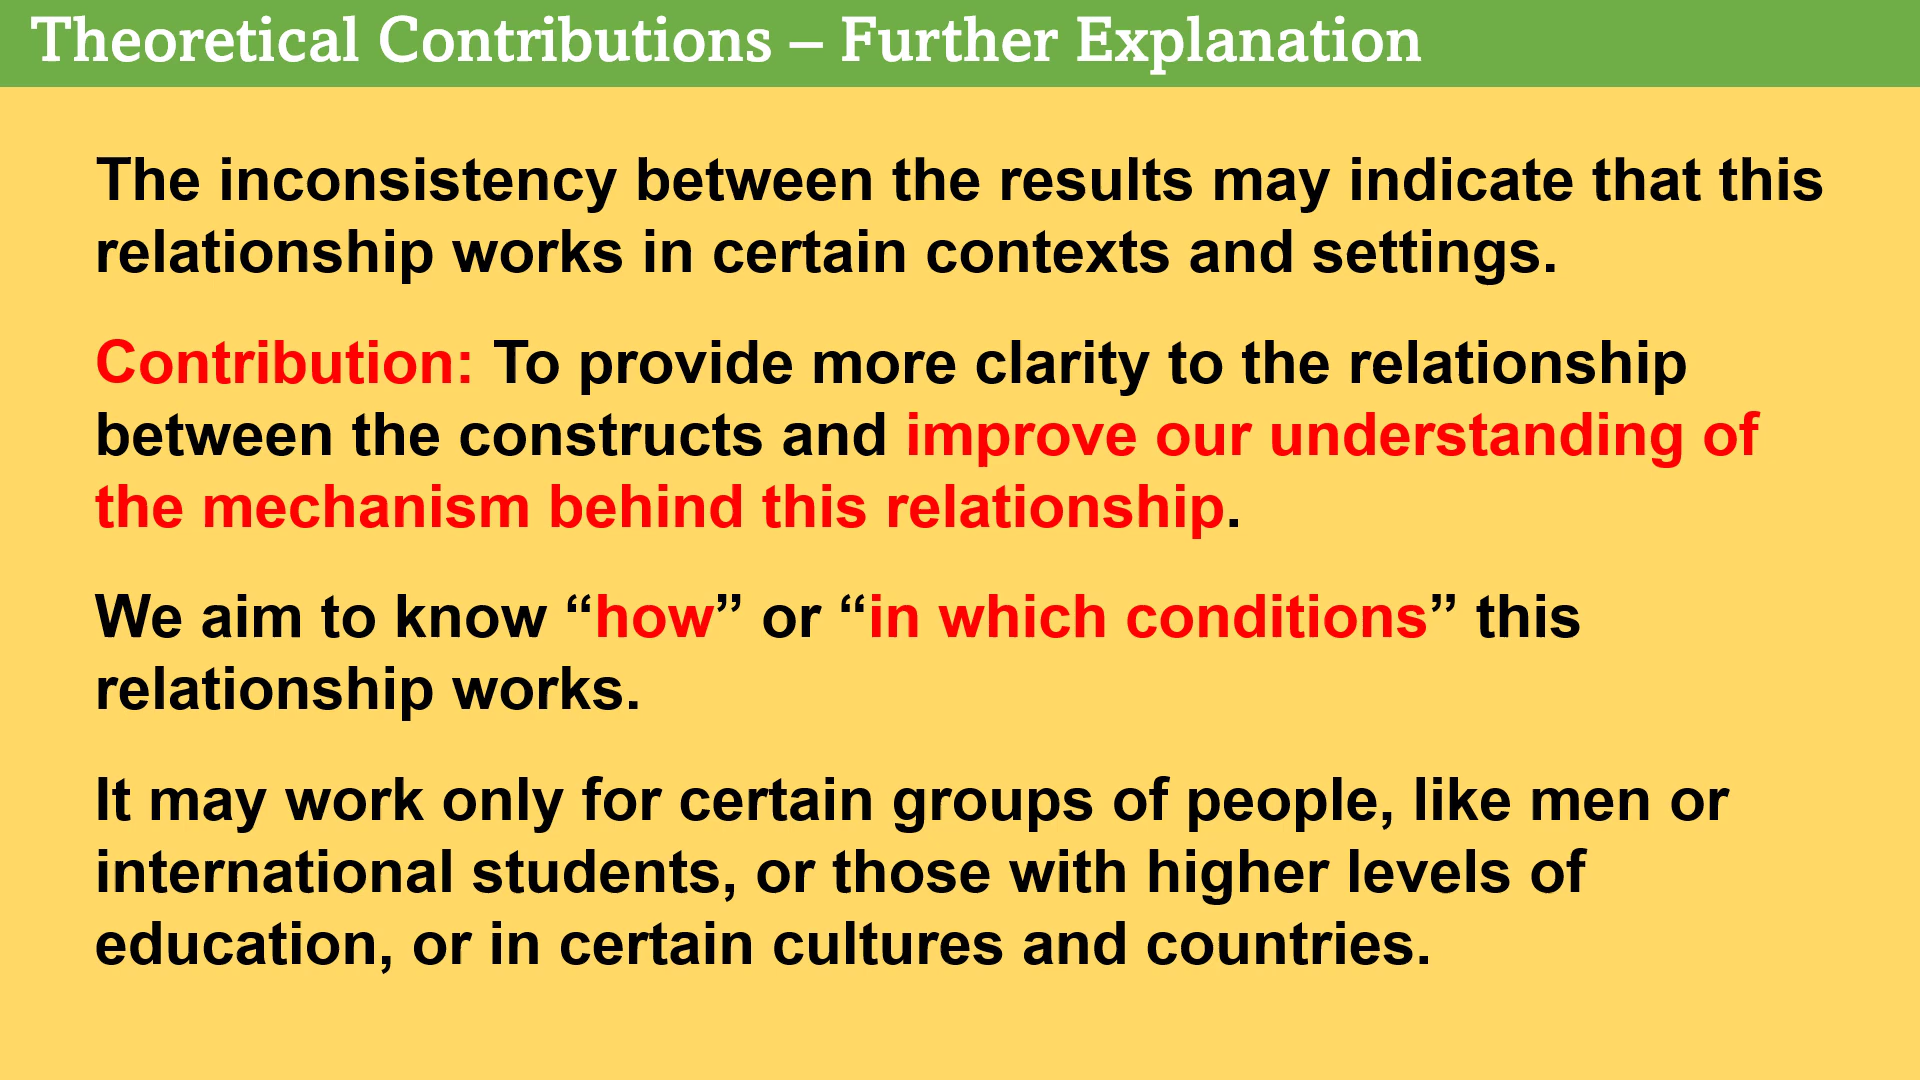 Theoretical Contributions – Further Explanation
The inconsistency between the results may indicate that this
relationship works in certain contexts and settings.
Contribution: To provide more clarity to the relationship
between the constructs and improve our understanding of
the mechanism behind this relationship.
We aim to know “how” or “in which conditions” this
relationship works.
It may work only for certain groups of people, like men or
international students, or those with higher levels of
education, or in certain cultures and countries.